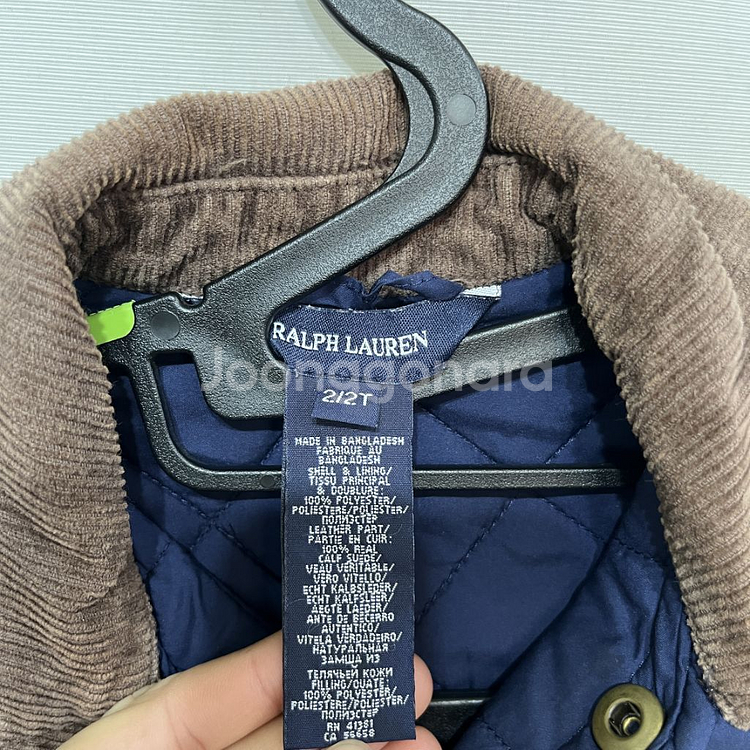 RALPH LAUREN
Joonggonara
2/2T
MADE IN BANGLADESH
FABRIQUE AU
BANGLADESH
SHELL & LINING/
TISSU PRINCIPAL
& DOUBLURE:
100% POLYESTER/
POLIESTERE/POLIESTER/
ПОЛИЭСТЕР
LEATHER PART/
PARTIE EN CUIR:
100% REAL
CALF SUEDE/
VEAU VERITABLE/
VERO VITELLO/
ECHT KALBSLEDER/
ECHT KALFSLEER/
AEGTE LAEDER/
ANTE DE BECERRO
AUTENTICO/
VITELA VERDADEIRO/
НАТУРАЛЬНАЯ
ЗАМША ИЗ
Й
ТЕЛЯЧЬЕЙ КОЖИ
FILLING/OUATE:
100% POLYESTER/
POLIESTERE/POLIESTER/
ПОЛИЭСТЕР
RN 41381
CA 56658